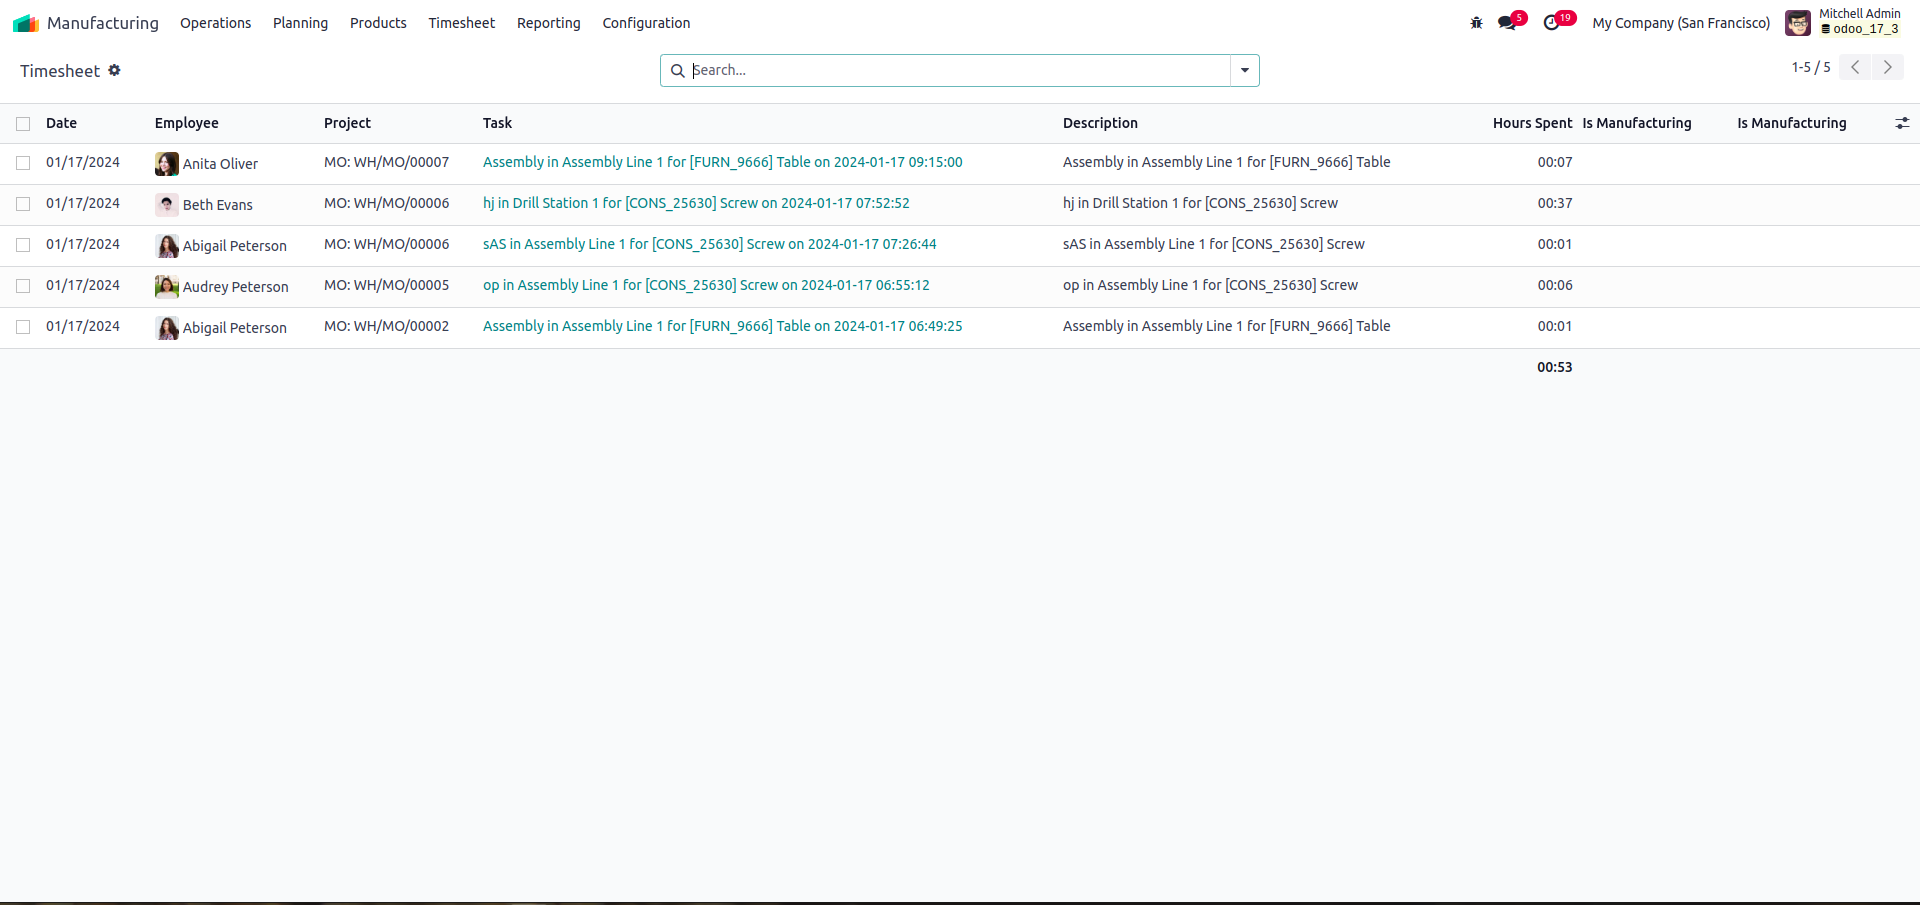 Manufacturing Operations Planning Products Timesheet Reporting Configuration 5 19 My Company (San Francisco) Mitchell Admin
odoo_17_3
Timesheet Search... 1-5 / 5
Date Employee Project Task Description Hours Spent Is Manufacturing Is Manufacturing
01/17/2024 Anita Oliver MO: WH/MO/00007 Assembly in Assembly Line 1 for [FURN_9666] Table on 2024-01-17 09:15:00 Assembly in Assembly Line 1 for [FURN_9666] Table 00:07
01/17/2024 Beth Evans MO: WH/MO/00006 hj in Drill Station 1 for [CONS_25630] Screw on 2024-01-17 07:52:52 hj in Drill Station 1 for [CONS_25630] Screw 00:37
01/17/2024 Abigail Peterson MO: WH/MO/00006 sAS in Assembly Line 1 for [CONS_25630] Screw on 2024-01-17 07:26:44 sAS in Assembly Line 1 for [CONS_25630] Screw 00:01
01/17/2024 Audrey Peterson MO: WH/MO/00005 op in Assembly Line 1 for [CONS_25630] Screw on 2024-01-17 06:55:12 op in Assembly Line 1 for [CONS_25630] Screw 00:06
01/17/2024 Abigail Peterson MO: WH/MO/00002 Assembly in Assembly Line 1 for [FURN_9666] Table on 2024-01-17 06:49:25 Assembly in Assembly Line 1 for [FURN_9666] Table 00:01
00:53